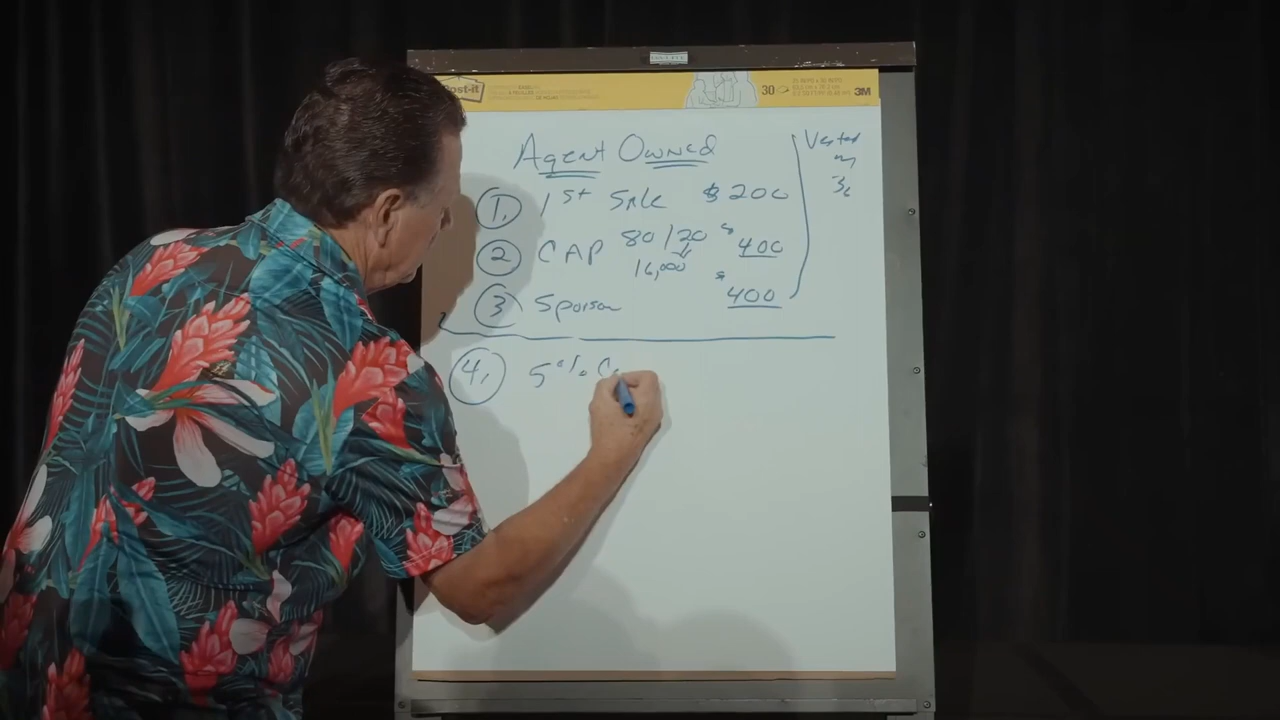 Post-it
30
3M
Agent Owned
1, 1st Sale $200
2 CAP 80/20 $400
16,000
3 Sponsor $400
Vested
in
3
4, 5% Co